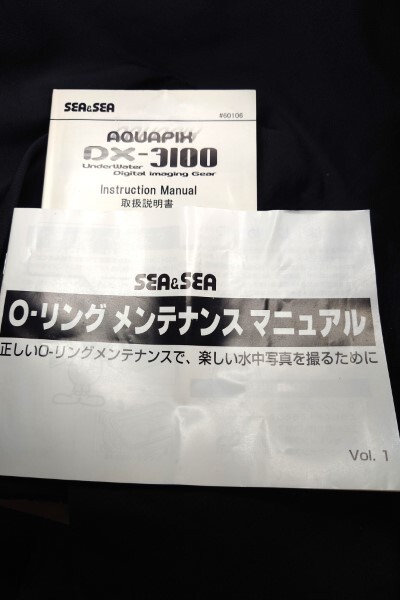 SEA&SEA
#60106
AQUAPIX
DX-3100
UnderWater
Digital Imaging Gear
Instruction Manual
取扱説明書
SEA&SEA
O-リング メンテナンス マニュアル
正しいO-リングメンテナンスで、楽しい水中写真を撮るために
Vol. 1